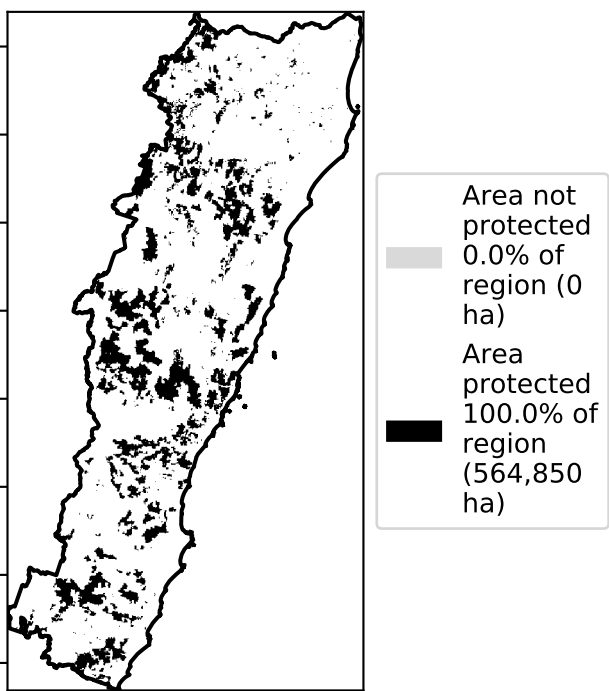 Area not
protected
0.0% of
region (0
ha)
Area
protected
100.0% of
region
(564,850
ha)